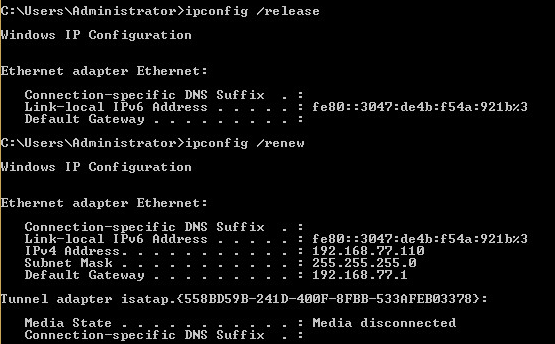 C:\Users\Administrator>ipconfig /release
Windows IP Configuration
Ethernet adapter Ethernet:
Connection-specific DNS Suffix . :
Link-local IPv6 Address . . . . . : fe80::3047:de4b:f54a:921b%3
Default Gateway . . . . . . . . . :
C:\Users\Administrator>ipconfig /renew
Windows IP Configuration
Ethernet adapter Ethernet:
Connection-specific DNS Suffix . :
Link-local IPv6 Address . . . . . : fe80::3047:de4b:f54a:921b%3
IPv4 Address. . . . . . . . . . . : 192.168.77.110
Subnet Mask . . . . . . . . . . . : 255.255.255.0
Default Gateway . . . . . . . . . : 192.168.77.1
Tunnel adapter isatap.{558BD59B-241D-400F-8FBB-533AFEB03378}:
Media State . . . . . . . . . . . : Media disconnected
Connection-specific DNS Suffix . :